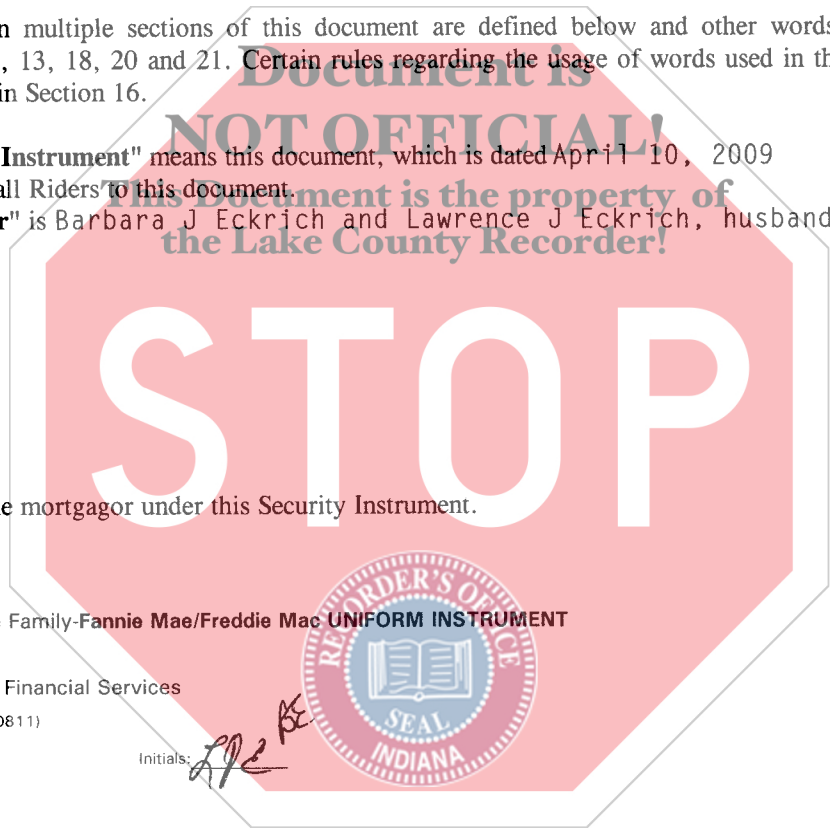 n multiple sections of this document are defined below and other words
, 13, 18, 20 and 21. Certain rules regarding the usage of words used in th
in Section 16.
Document is
NOT OFFICIAL!
This Document is the property of
the Lake County Recorder!
Instrument" means this document, which is dated April 10, 2009
all Riders to this document.
r" is Barbara J Eckrich and Lawrence J Eckrich, husband
STOP
e mortgagor under this Security Instrument.
Family-Fannie Mae/Freddie Mac UNIFORM INSTRUMENT
Financial Services
0811)
Initials: LJE BE
RECORDER'S OFFICE
SEAL
INDIANA